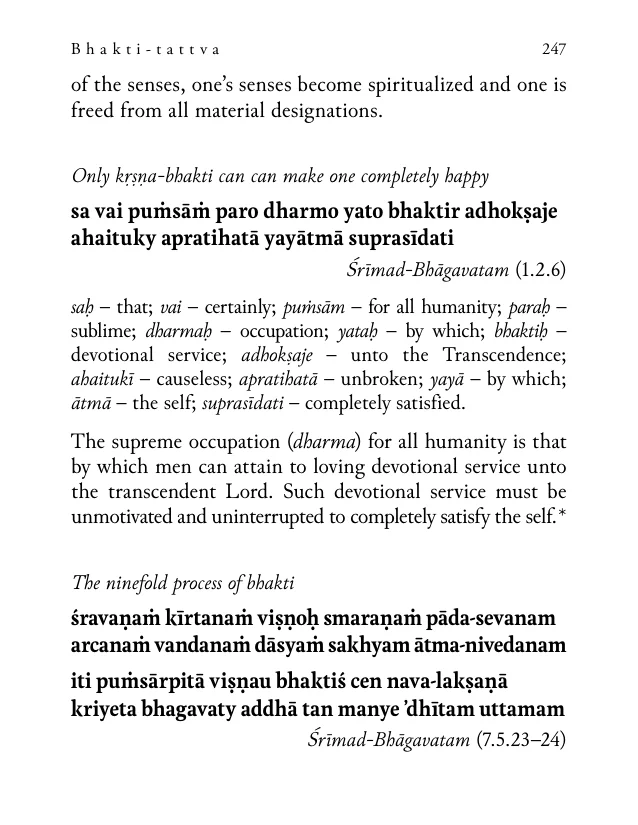 Bhakti-tattva 247
of the senses, one’s senses become spiritualized and one is
freed from all material designations.
Only kṛṣṇa-bhakti can can make one completely happy
sa vai puṁsāṁ paro dharmo yato bhaktir adhokṣaje
ahaituky apratihatā yayātmā suprasīdati
Śrīmad-Bhāgavatam (1.2.6)
saḥ – that; vai – certainly; puṁsām – for all humanity; paraḥ –
sublime; dharmaḥ – occupation; yataḥ – by which; bhaktiḥ –
devotional service; adhokṣaje – unto the Transcendence;
ahaitukī – causeless; apratihatā – unbroken; yayā – by which;
ātmā – the self; suprasīdati – completely satisfied.
The supreme occupation (dharma) for all humanity is that
by which men can attain to loving devotional service unto
the transcendent Lord. Such devotional service must be
unmotivated and uninterrupted to completely satisfy the self.*
The ninefold process of bhakti
śravaṇaṁ kīrtanaṁ viṣṇoḥ smaraṇaṁ pāda-sevanam
arcanaṁ vandanaṁ dāsyaṁ sakhyam ātma-nivedanam
iti puṁsārpitā viṣṇau bhaktiś cen nava-lakṣaṇā
kriyeta bhagavaty addhā tan manye ’dhītam uttamam
Śrīmad-Bhāgavatam (7.5.23–24)